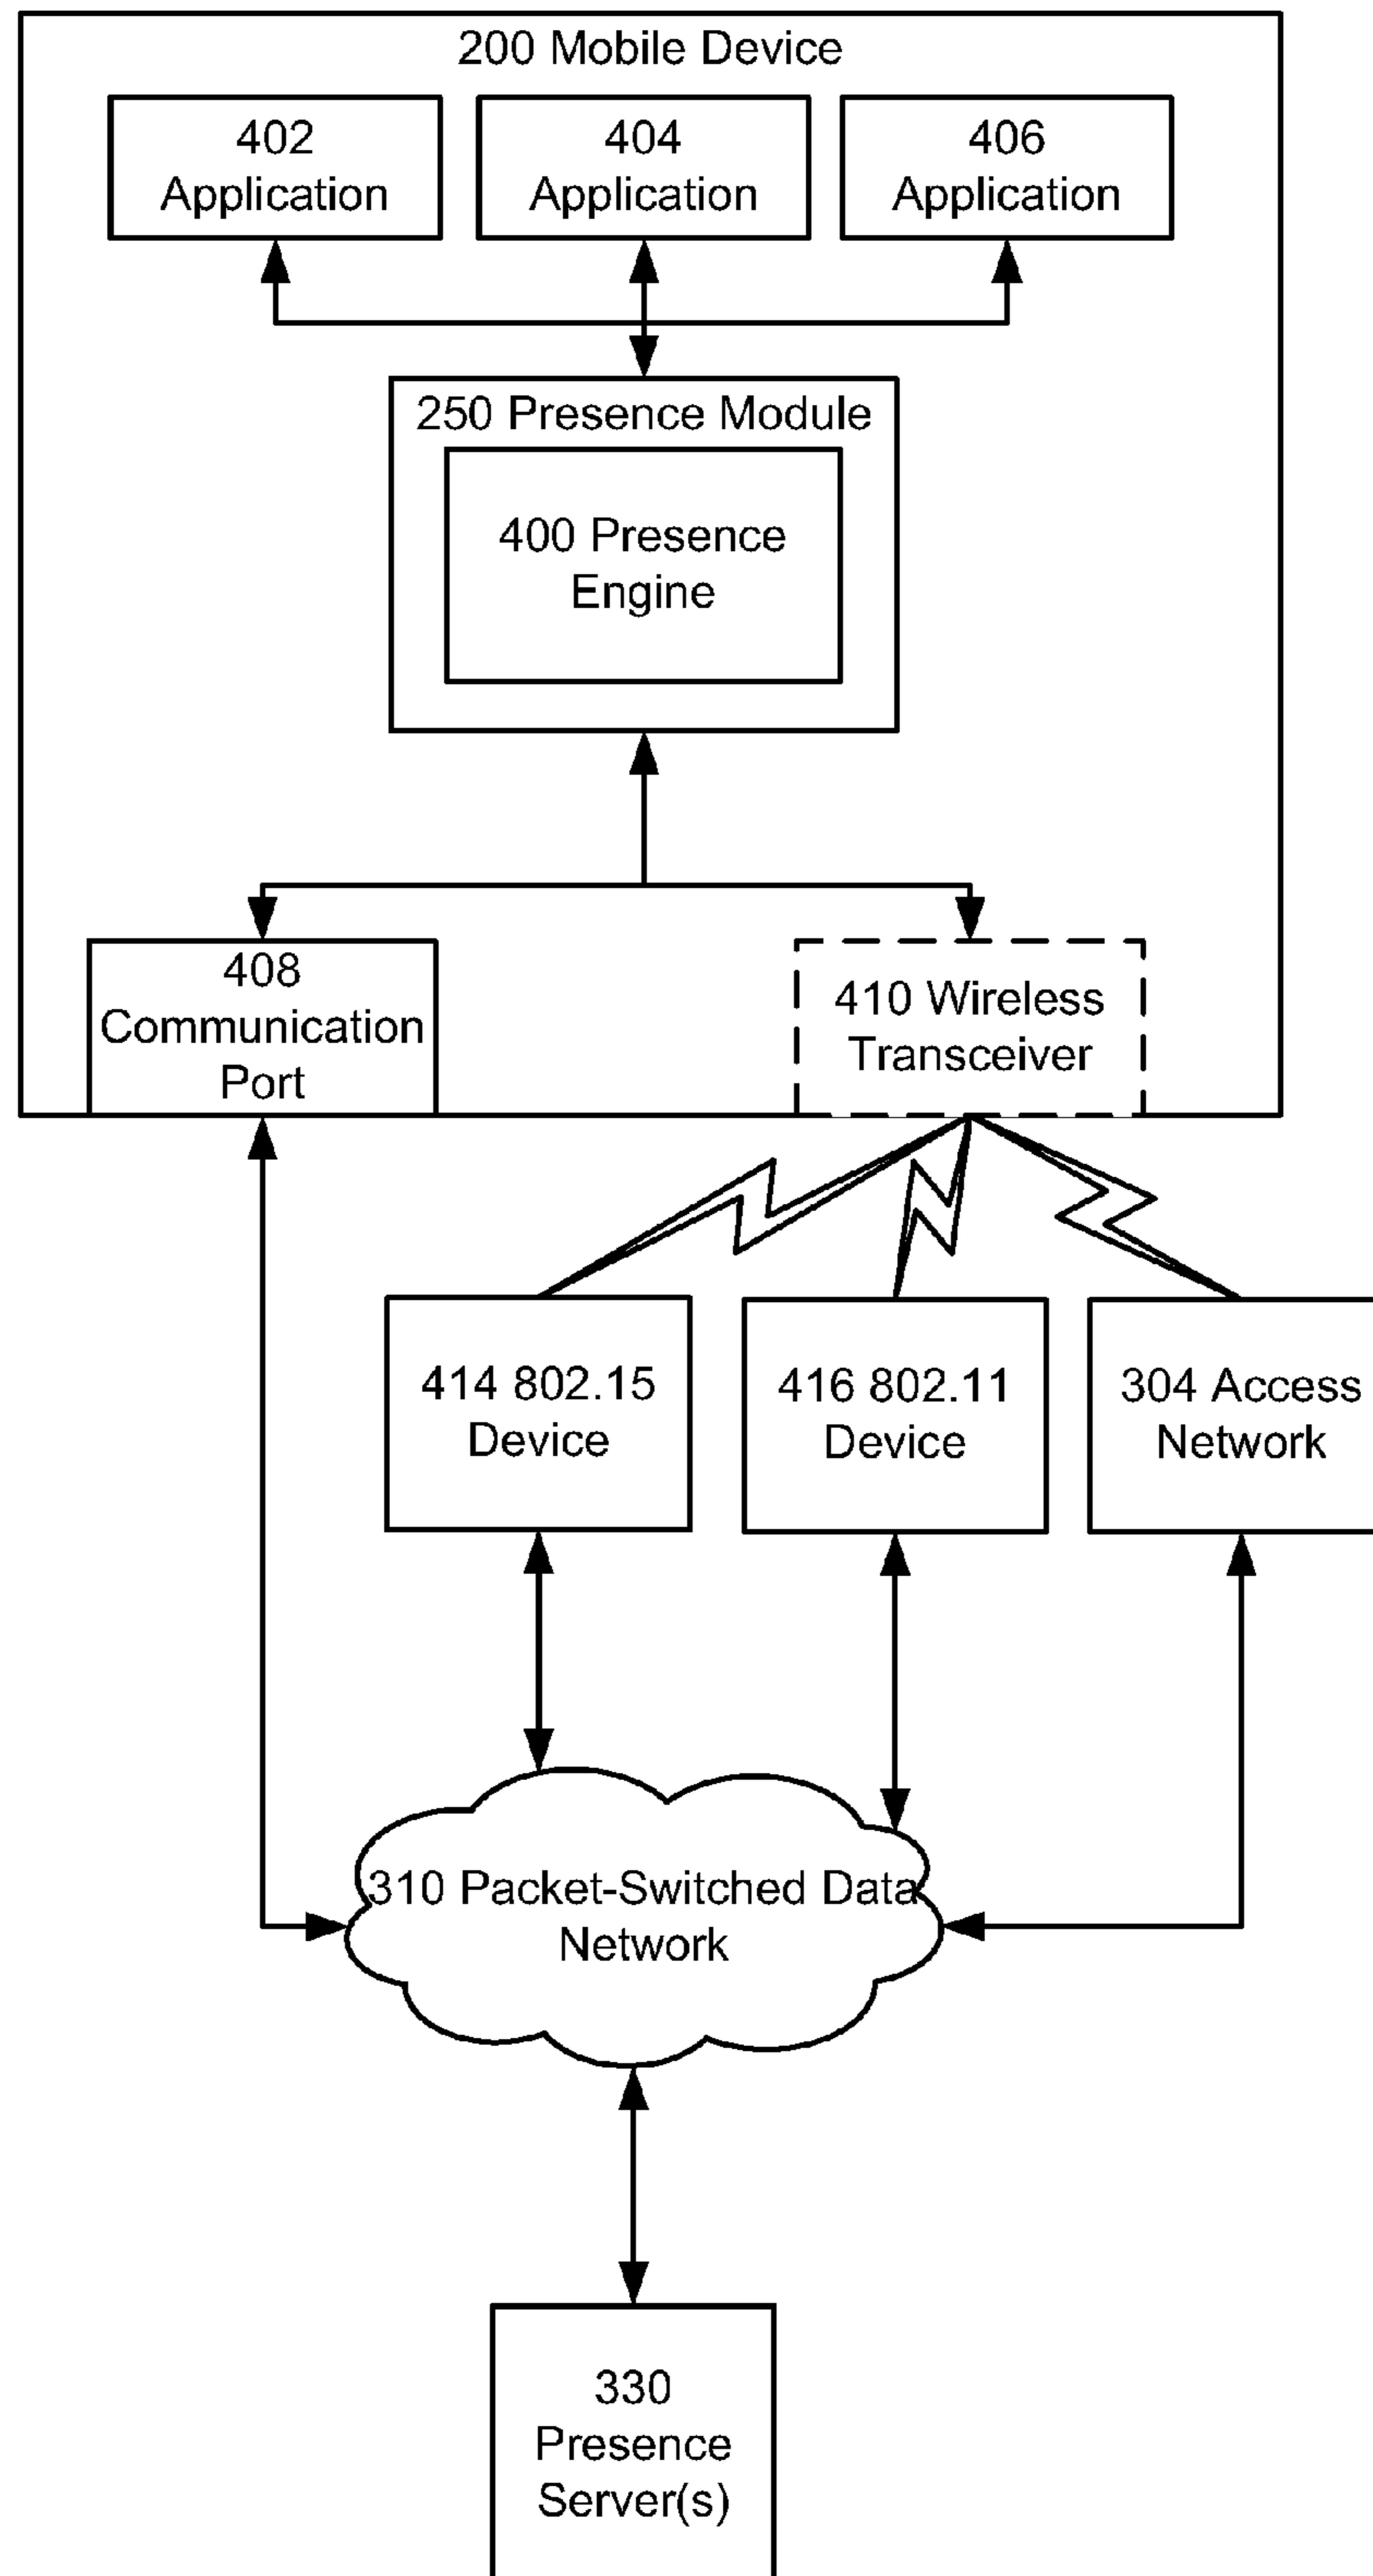 200 Mobile Device
402
Application
404
Application
406
Application
250 Presence Module
400 Presence
Engine
408
Communication
Port
410 Wireless
Transceiver
414 802.15
Device
416 802.11
Device
304 Access
Network
310 Packet-Switched Data
Network
330
Presence
Server(s)